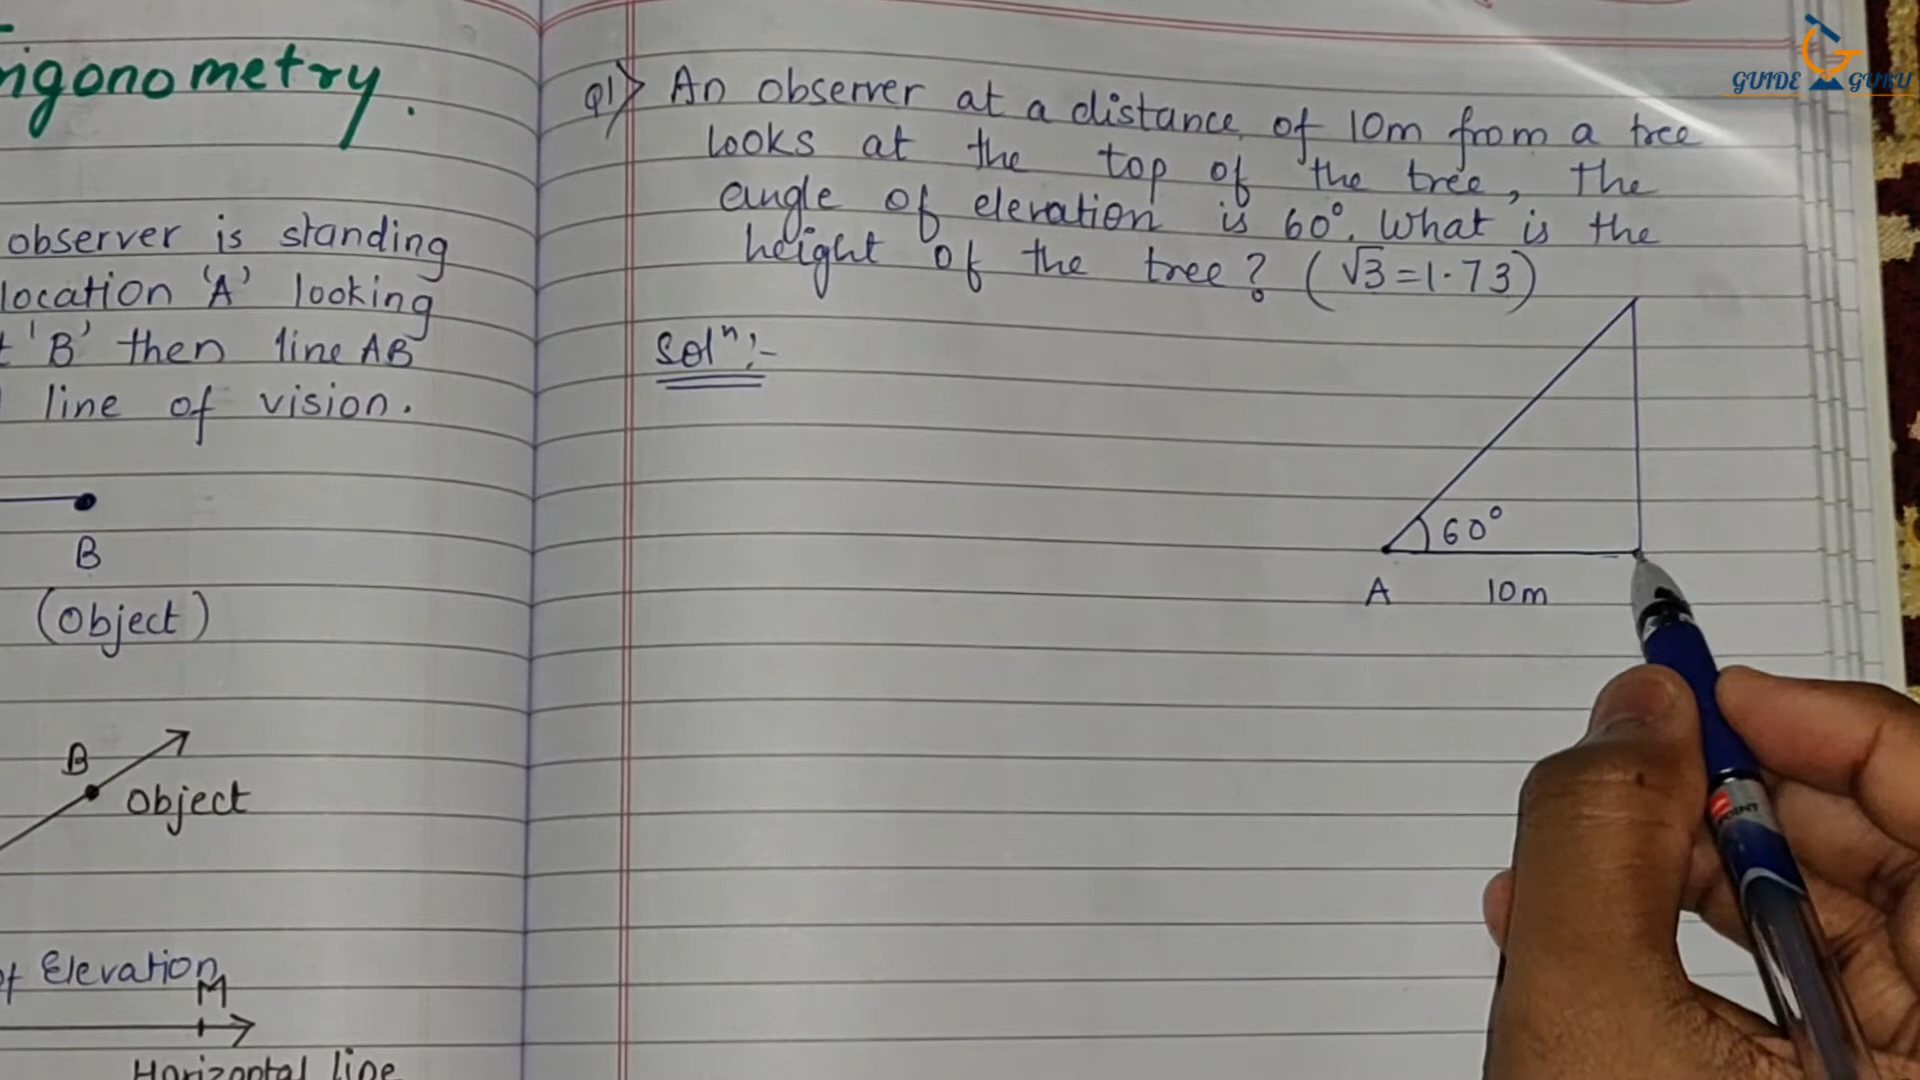 rigonometry.
observer is standing
location 'A' looking
'B' then line AB
line of vision.
B
(Object)
B
Object
of Elevation
M
Horizontal line
Q1) An observer at a distance of 10m from a tree
looks at the top of the tree, the
angle of elevation is 60°. What is the
height of the tree? (√3=1.73)
Solⁿ:-
60°
A 10m
GUIDE GURU